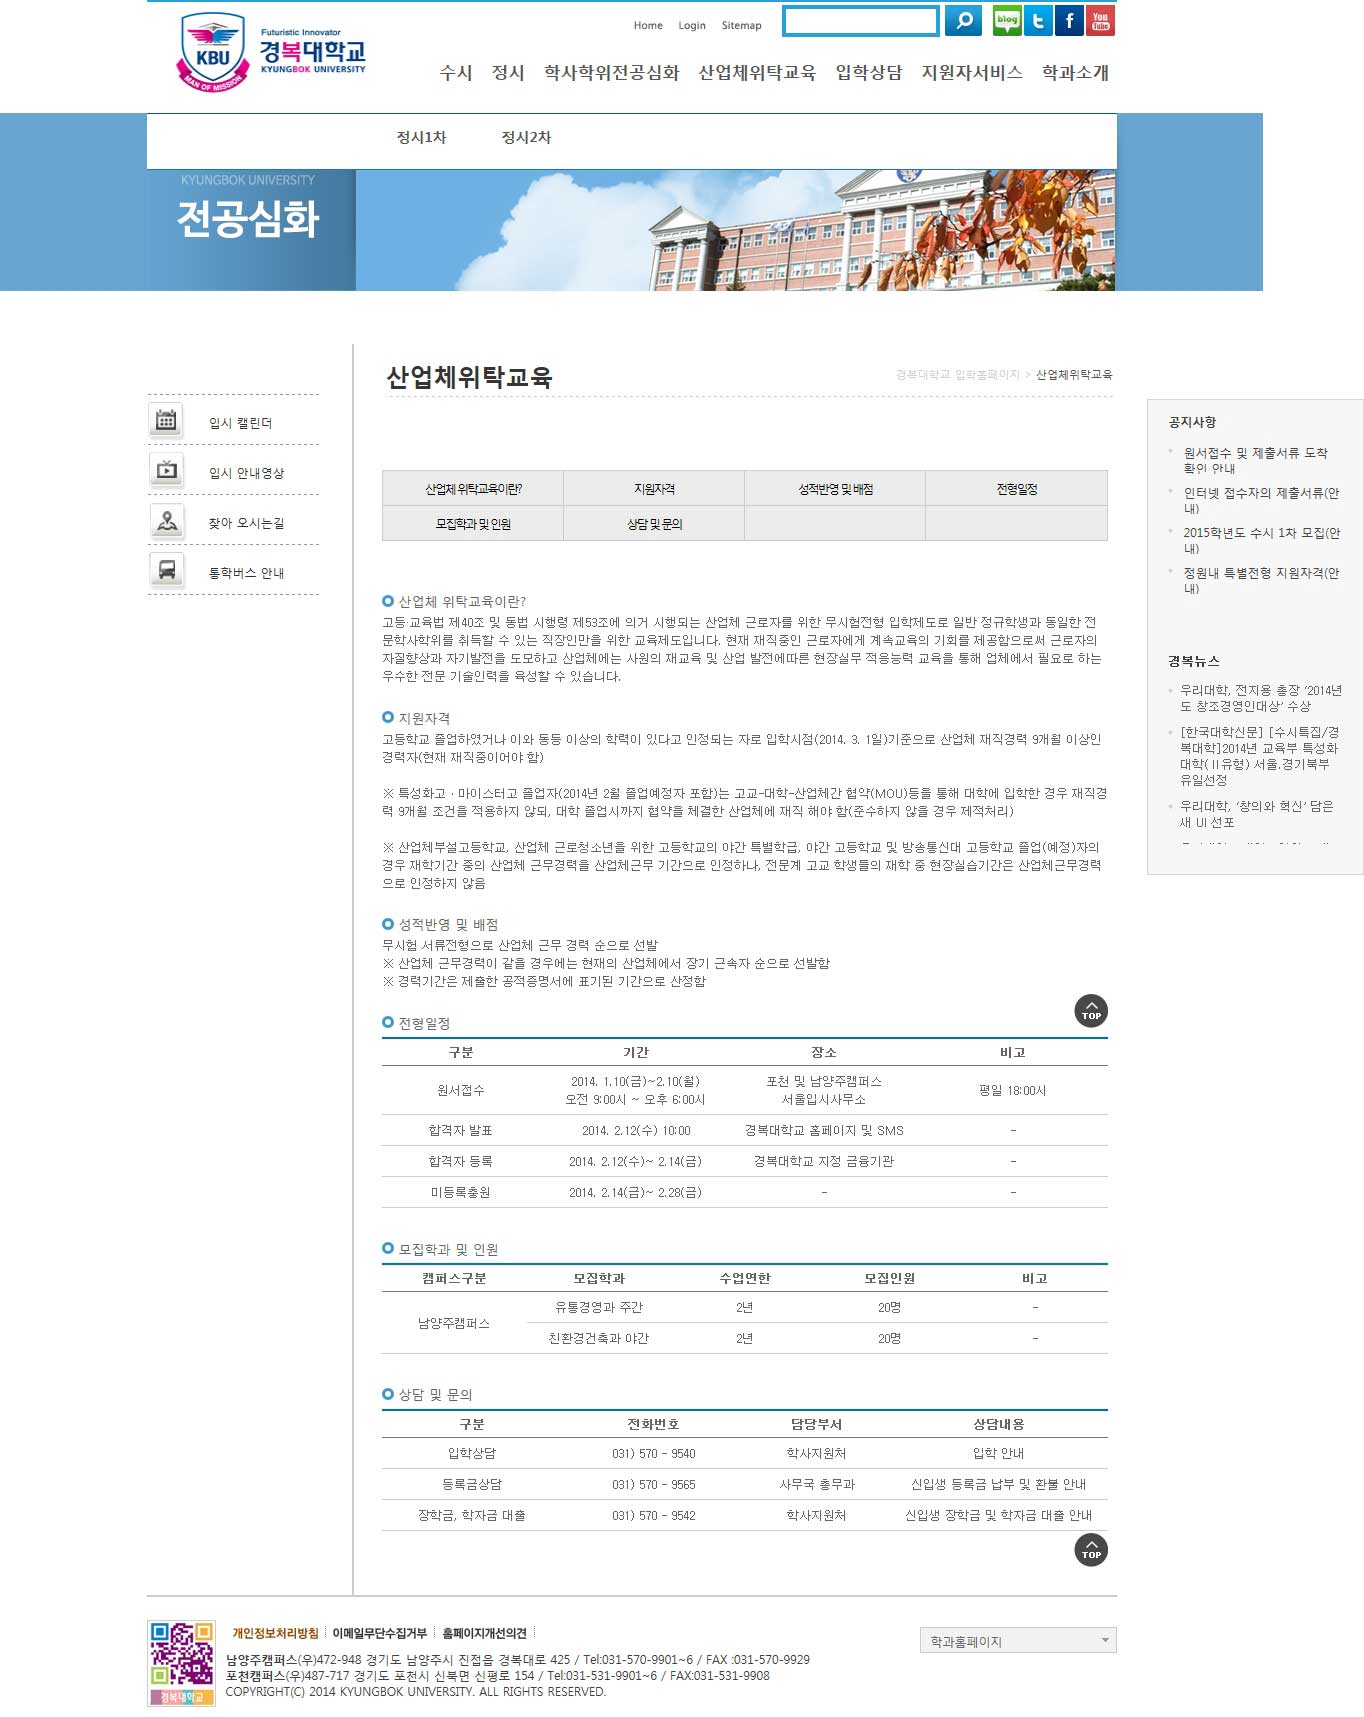 Home Login Sitemap
blog
You Tube
KBU
MAN OF MISSION
Futuristic Innovator
경복대학교
KYUNGBOK UNIVERSITY
수시 정시 학사학위전공심화 산업체위탁교육 입학상담 지원자서비스 학과소개
정시1차 정시2차
KYUNGBOK UNIVERSITY
전공심화
입시 캘린더
입시 안내영상
찾아 오시는길
통학버스 안내
산업체위탁교육
경복대학교 입학홈페이지 > 산업체위탁교육
산업체 위탁교육이란? 지원자격 성적반영 및 배점 전형일정
모집학과 및 인원 상담 및 문의
산업체 위탁교육이란?
고등·교육법 제40조 및 동법 시행령 제53조에 의거 시행되는 산업체 근로자를 위한 무시험전형 입학제도로 일반 정규학생과 동일한 전
문학사학위를 취득할 수 있는 직장인만을 위한 교육제도입니다. 현재 재직중인 근로자에게 계속교육의 기회를 제공함으로써 근로자의
자질향상과 자기발전을 도모하고 산업체에는 사원의 재교육 및 산업 발전에따른 현장실무 적응능력 교육을 통해 업체에서 필요로 하는
우수한 전문 기술인력을 육성할 수 있습니다.
지원자격
고등학교 졸업하였거나 이와 동등 이상의 학력이 있다고 인정되는 자로 입학시점(2014. 3. 1일)기준으로 산업체 재직경력 9개월 이상인
경력자(현재 재직중이어야 함)
※ 특성화고 · 마이스터고 졸업자(2014년 2월 졸업예정자 포함)는 고교-대학-산업체간 협약(MOU)등을 통해 대학에 입학한 경우 재직경
력 9개월 조건을 적용하지 않되, 대학 졸업시까지 협약을 체결한 산업체에 재직 해야 함(준수하지 않을 경우 제적처리)
※ 산업체부설고등학교, 산업체 근로청소년을 위한 고등학교의 야간 특별학급, 야간 고등학교 및 방송통신대 고등학교 졸업(예정)자의
경우 재학기간 중의 산업체 근무경력을 산업체근무 기간으로 인정하나, 전문계 고교 학생들의 재학 중 현장실습기간은 산업체근무경력
으로 인정하지 않음
성적반영 및 배점
무시험 서류전형으로 산업체 근무 경력 순으로 선발
※ 산업체 근무경력이 같을 경우에는 현재의 산업체에서 장기 근속자 순으로 선발함
※ 경력기간은 제출한 공적증명서에 표기된 기간으로 산정함
TOP
전형일정
구분 기간 장소 비고
원서접수 2014. 1.10(금)~2.10(월) 오전 9:00시 ~ 오후 6:00시 포천 및 남양주캠퍼스 서울입시사무소 평일 18:00시
합격자 발표 2014. 2.12(수) 10:00 경복대학교 홈페이지 및 SMS -
합격자 등록 2014. 2.12(수)~ 2.14(금) 경복대학교 지정 금융기관 -
미등록충원 2014. 2.14(금)~ 2.28(금) - -
모집학과 및 인원
캠퍼스구분 모집학과 수업연한 모집인원 비고
남양주캠퍼스 유통경영과 주간 2년 20명 -
친환경건축과 야간 2년 20명 -
상담 및 문의
구분 전화번호 담당부서 상담내용
입학상담 031) 570 - 9540 학사지원처 입학 안내
등록금상담 031) 570 - 9565 사무국 총무과 신입생 등록금 납부 및 환불 안내
장학금, 학자금 대출 031) 570 - 9542 학사지원처 신입생 장학금 및 학자금 대출 안내
TOP
공지사항
원서접수 및 제출서류 도착
확인 안내
인터넷 접수자의 제출서류(안
내)
2015학년도 수시 1차 모집(안
내)
정원내 특별전형 지원자격(안
내)
경복뉴스
우리대학, 전지용 총장 '2014년
도 창조경영인대상' 수상
[한국대학신문] [수시특집/경
복대학]2014년 교육부 특성화
대학(Ⅱ유형) 서울.경기북부
유일선정
우리대학, '창의와 혁신' 담은
새 UI 선포
개인정보처리방침 이메일무단수집거부 홈페이지개선의견
남양주캠퍼스(우)472-948 경기도 남양주시 진접읍 경복대로 425 / Tel:031-570-9901~6 / FAX :031-570-9929
포천캠퍼스(우)487-717 경기도 포천시 신북면 신평로 154 / Tel:031-531-9901~6 / FAX:031-531-9908
COPYRIGHT(C) 2014 KYUNGBOK UNIVERSITY. ALL RIGHTS RESERVED.
경복대학교
학과홈페이지